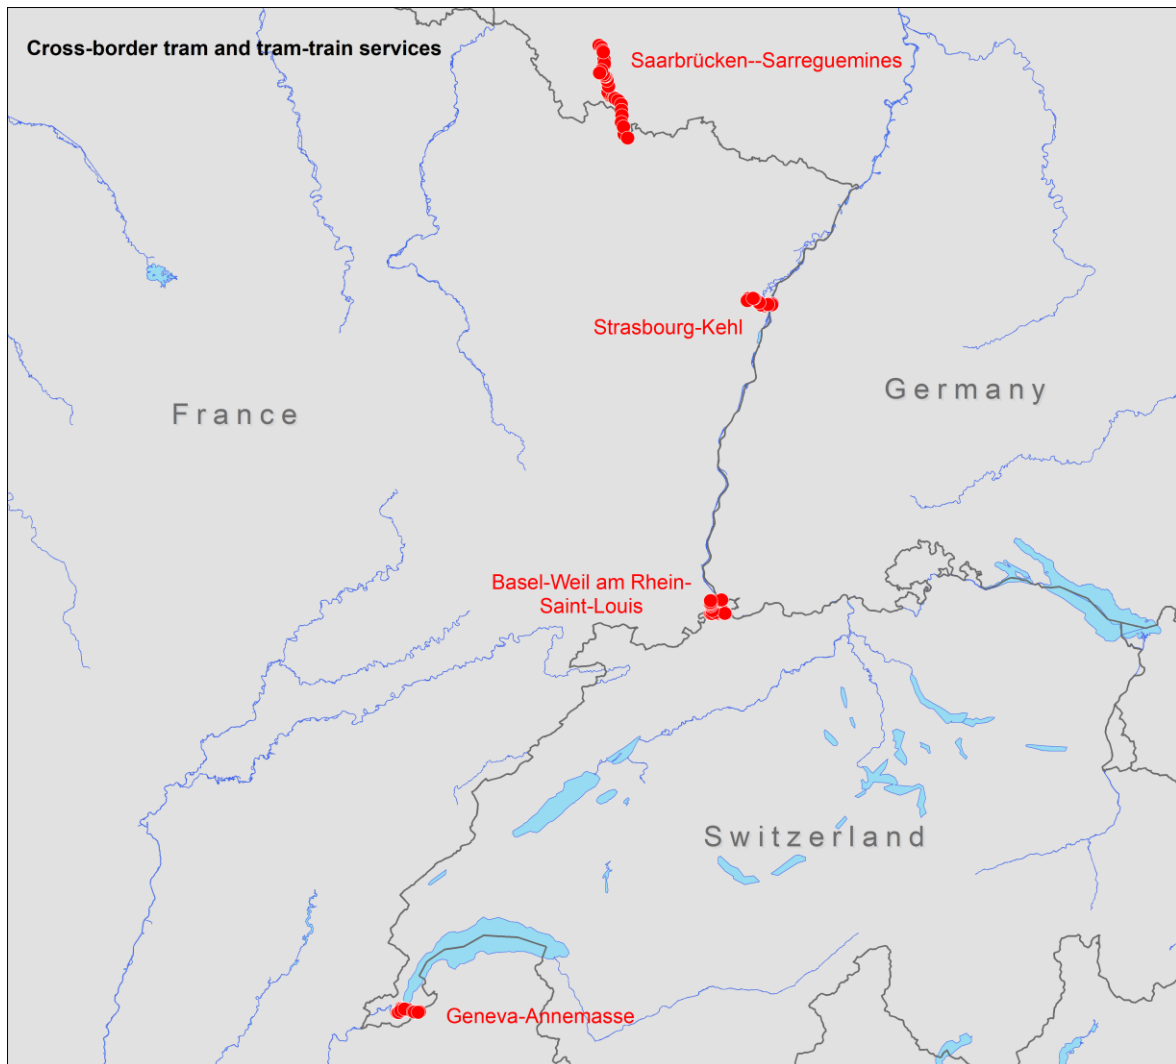 Cross-border tram and tram-train services
Saarbrücken--Sarreguemines
Strasbourg-Kehl
Germany
France
Basel-Weil am Rhein-
Saint-Louis
Switzerland
Geneva-Annemasse